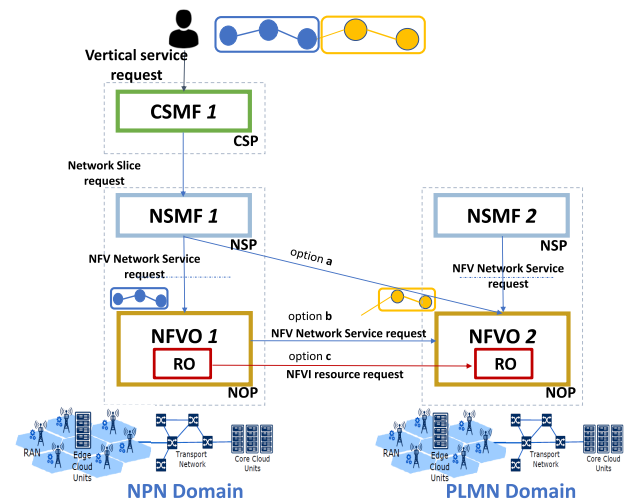 Vertical service
request
CSMF 1
CSP
Network Slice
request
NSMF 1
NSP
NSMF 2
NSP
option a
NFV Network Service
request
NFV Network Service
request
option b
NFV Network Service request
NFVO 1
RO
NOP
option c
NFVI resource request
NFVO 2
RO
NOP
RAN
Edge
Cloud
Units
Transport
Network
Core Cloud
Units
NPN Domain
RAN
Edge
Cloud
Units
Transport
Network
Core Cloud
Units
PLMN Domain